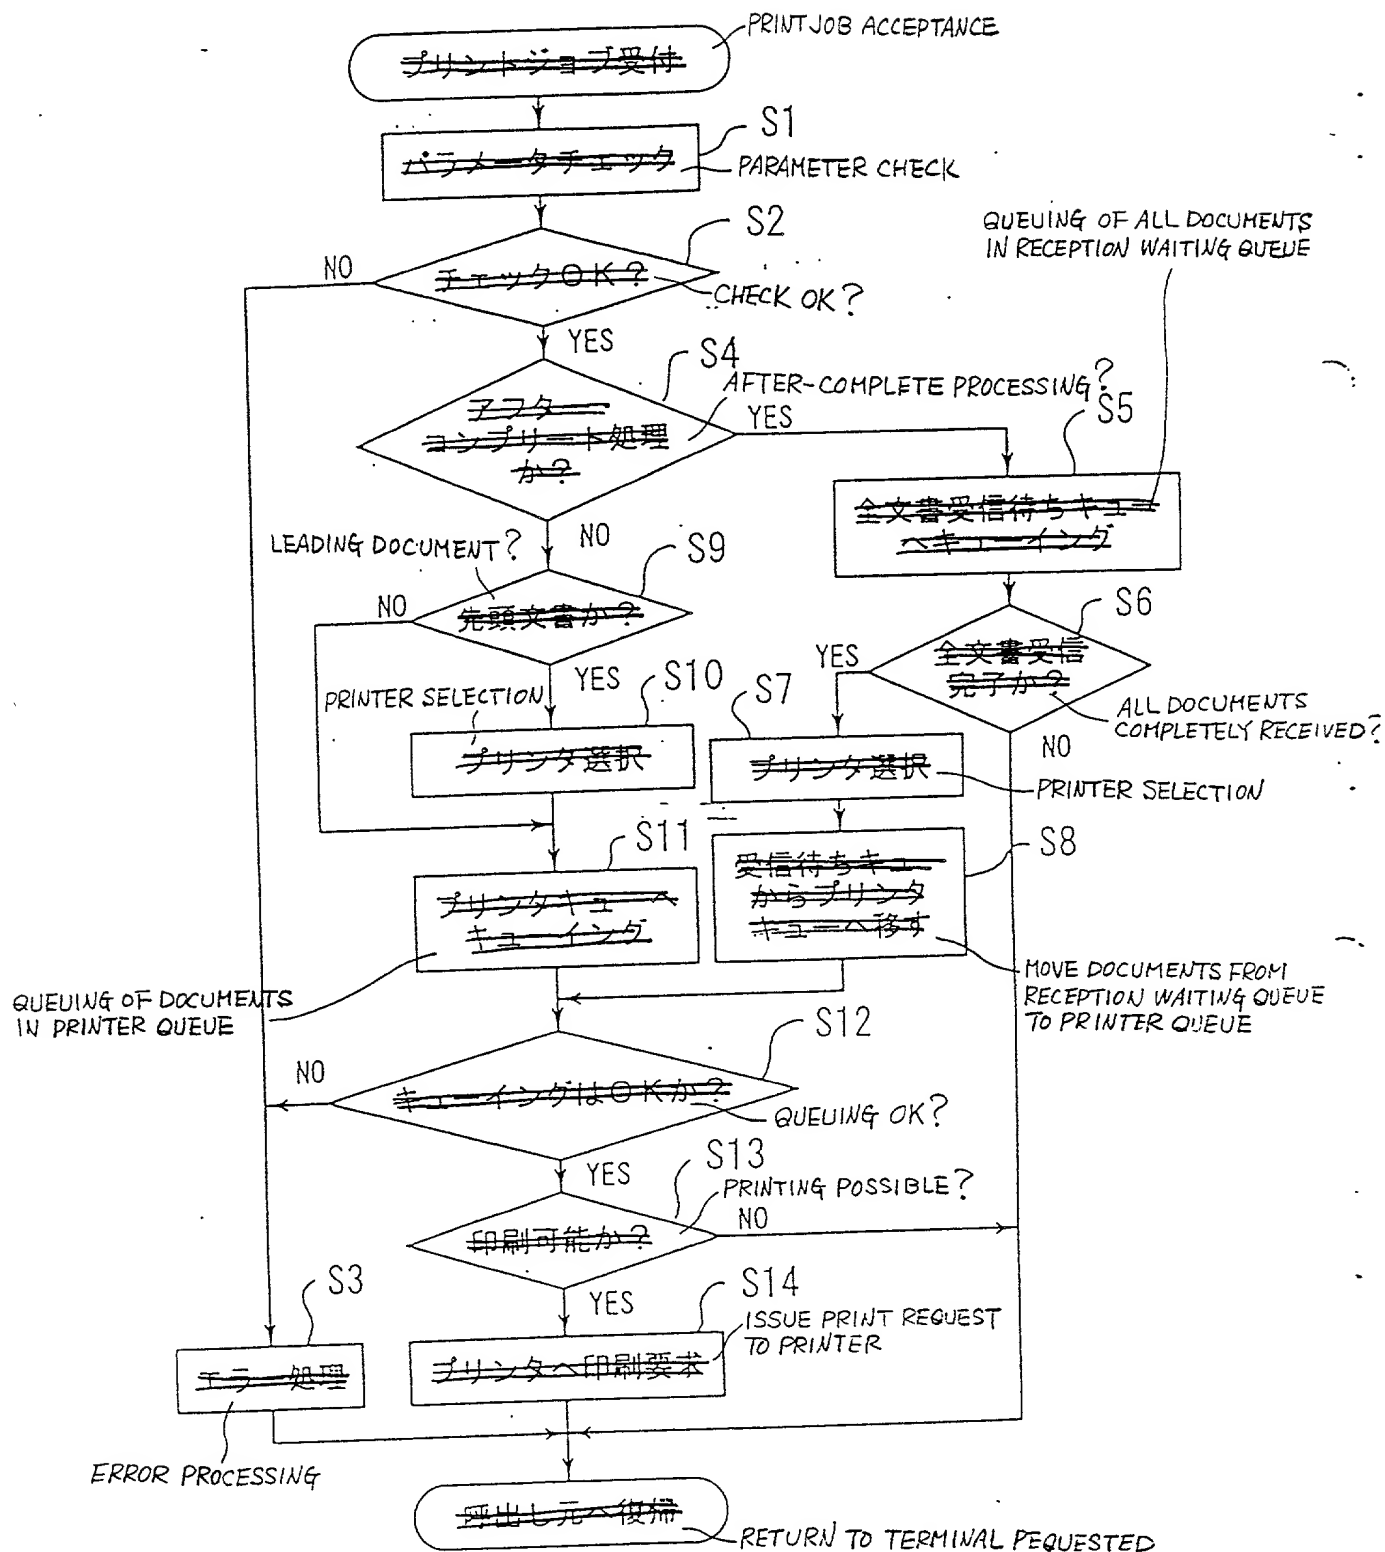 PRINT JOB ACCEPTANCE
プリントジョブ受付
S1
パラメータチェック
PARAMETER CHECK
S2
QUEUING OF ALL DOCUMENTS
IN RECEPTION WAITING QUEUE
NO
チェックOK?
CHECK OK?
YES
S4
AFTER-COMPLETE PROCESSING?
アフター
コンプリート処理
か?
YES
S5
全文書受信待ちキュー
へキューイング
NO
LEADING DOCUMENT?
S9
NO
先頭文書か?
S6
YES
全文書受信
完了か?
ALL DOCUMENTS
COMPLETELY RECEIVED?
NO
YES
PRINTER SELECTION
S10
プリンタ選択
S7
プリンタ選択
PRINTER SELECTION
S11
プリンタキューへ
キューイング
S8
受信待ちキュー
からプリンタ
キューへ移す
QUEUING OF DOCUMENTS
IN PRINTER QUEUE
MOVE DOCUMENTS FROM
RECEPTION WAITING QUEUE
TO PRINTER QUEUE
S12
NO
キューイングはOKか?
QUEUING OK?
YES
S13
PRINTING POSSIBLE?
NO
印刷可能か?
YES
S3
エラー処理
ERROR PROCESSING
S14
ISSUE PRINT REQUEST
TO PRINTER
プリンタへ印刷要求
呼出し元へ復帰
RETURN TO TERMINAL PEQUESTED